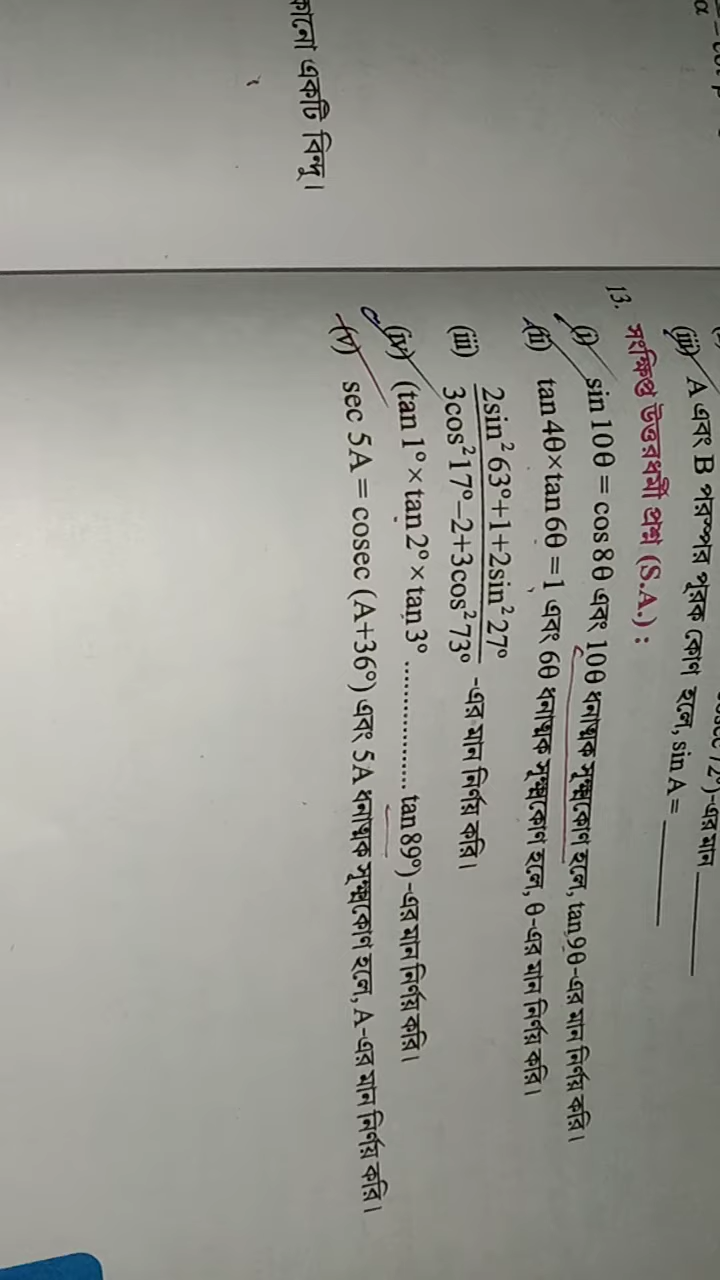 কোনো একটি বিন্দু।
(iii) A এবং B পরস্পর পূরক কোণ হলে, sin A = ________
13. সংক্ষিপ্ত উত্তরধর্মী প্রশ্ন (S.A.) :
(i) sin 10θ = cos 8θ এবং 10θ ধনাত্মক সূক্ষ্মকোণ হলে, tan 9θ-এর মান নির্ণয় করি।
(ii) tan 4θ×tan 6θ =1 এবং 6θ ধনাত্মক সূক্ষ্মকোণ হলে, θ-এর মান নির্ণয় করি।
(iii) 2sin²63°+1+2sin²27°
3cos²17°–2+3cos²73° -এর মান নির্ণয় করি।
(iv) (tan 1°× tan 2°× tan 3° .................. tan 89°) -এর মান নির্ণয় করি।
(v) sec 5A = cosec (A+36°) এবং 5A ধনাত্মক সূক্ষ্মকোণ হলে, A-এর মান নির্ণয় করি।